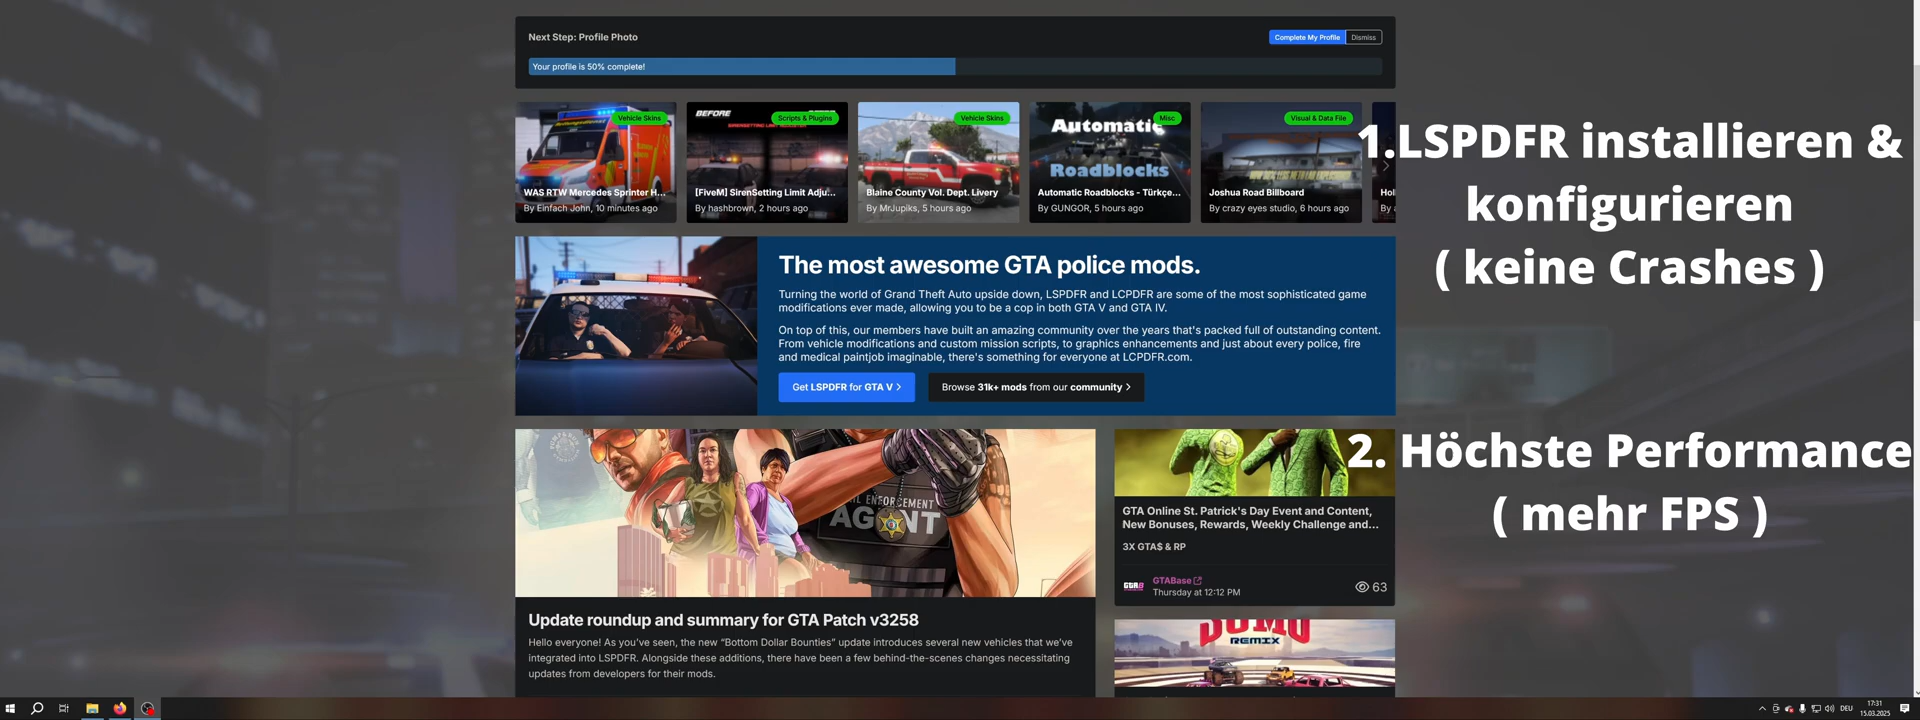 Next Step: Profile Photo
Complete My Profile
Dismiss
Your profile is 50% complete!
Vehicle Skins
WAS RTW Mercedes Sprinter H...
By Einfach John, 10 minutes ago
BEFORE
Scripts & Plugins
[FiveM] SirenSetting Limit Adju...
By hashbrown, 2 hours ago
Vehicle Skins
Blaine County Vol. Dept. Livery
By MrJupiks, 5 hours ago
Misc
Automatic
Roadblocks
Automatic Roadblocks - Türkçe...
By GUNGOR, 5 hours ago
Visual & Data File
Joshua Road Billboard
By crazy eyes studio, 6 hours ago
Hol
By
1.LSPDFR installieren &
konfigurieren
( keine Crashes )
The most awesome GTA police mods.
Turning the world of Grand Theft Auto upside down, LSPDFR and LCPDFR are some of the most sophisticated game
modifications ever made, allowing you to be a cop in both GTA V and GTA IV.
On top of this, our members have built an amazing community over the years that's packed full of outstanding content.
From vehicle modifications and custom mission scripts, to graphics enhancements and just about every police, fire
and medical paintjob imaginable, there's something for everyone at LCPDFR.com.
Get LSPDFR for GTA V
Browse 31k+ mods from our community
2. Höchste Performance
( mehr FPS )
ENFORCEMENT
AGENT
Update roundup and summary for GTA Patch v3258
Hello everyone! As you've seen, the new “Bottom Dollar Bounties” update introduces several new vehicles that we've
integrated into LSPDFR. Alongside these additions, there have been a few behind-the-scenes changes necessitating
updates from developers for their mods.
GTA Online St. Patrick's Day Event and Content,
New Bonuses, Rewards, Weekly Challenge and...
3X GTA$ & RP
GTABase
Thursday at 12:12 PM
63
SUMO
REMIX
DEU
17:31
15.03.2025